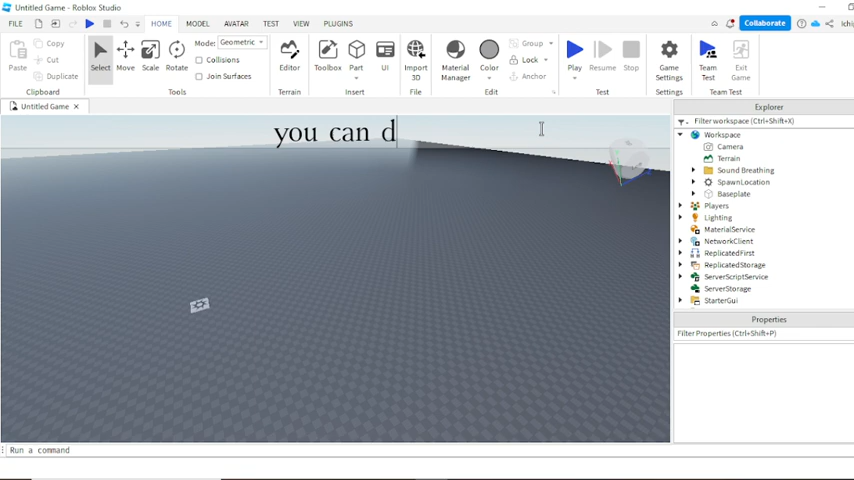 Untitled Game - Roblox Studio
FILE HOME MODEL AVATAR TEST VIEW PLUGINS Collaborate
Paste Copy Cut Duplicate Clipboard
Select Move Scale Rotate Mode: Geometric Collisions Join Surfaces Tools
Editor Terrain
Toolbox Part UI Insert
Import 3D File
Material Manager Color Group Lock Anchor Edit
Play Resume Stop Test
Game Settings Settings
Team Test Exit Game Team Test
Untitled Game
you can d
Explorer
Filter workspace (Ctrl+Shift+X)
Workspace
Camera
Terrain
Sound Breathing
SpawnLocation
Baseplate
Players
Lighting
MaterialService
NetworkClient
ReplicatedFirst
ReplicatedStorage
ServerScriptService
ServerStorage
StarterGui
Properties
Filter Properties (Ctrl+Shift+P)
Run a command